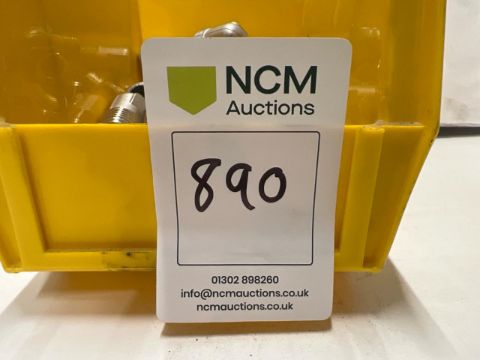 NCM
Auctions
890
01302 898260
info@ncmauctions.co.uk
ncmauctions.co.uk